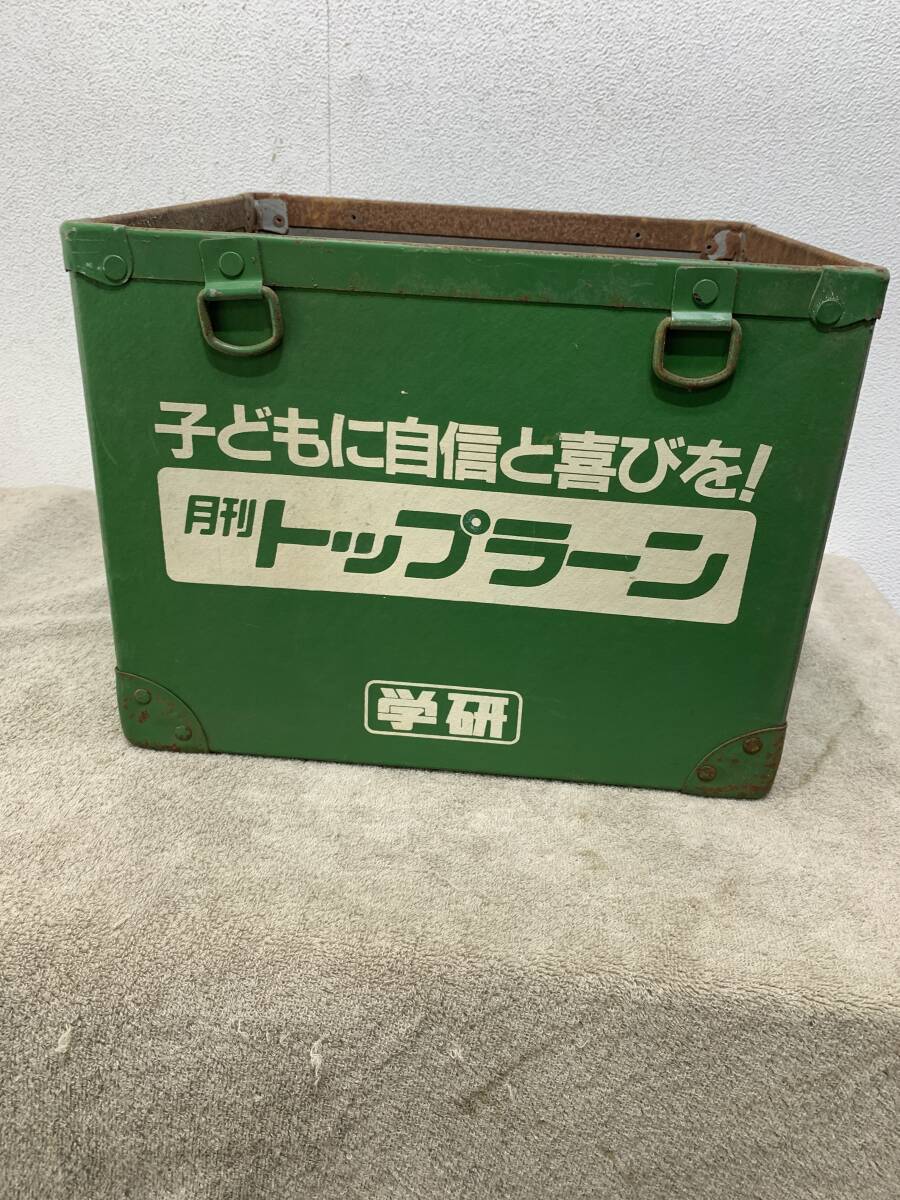 子どもに自信と喜びを!
月刊トップラーン
学研